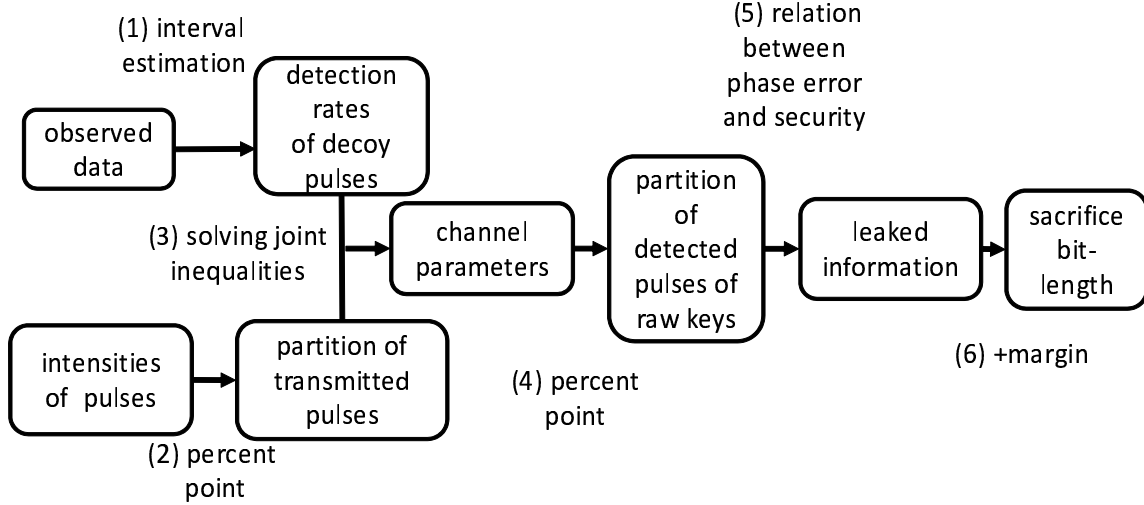 (1) interval
estimation
observed
data
detection
rates
of decoy
pulses
(3) solving joint
inequalities
intensities
of pulses
(2) percent
point
partition of
transmitted
pulses
channel
parameters
(4) percent
point
partition
of
detected
pulses of
raw keys
(5) relation
between
phase error
and security
leaked
information
sacrifice
bit-
length
(6) +margin